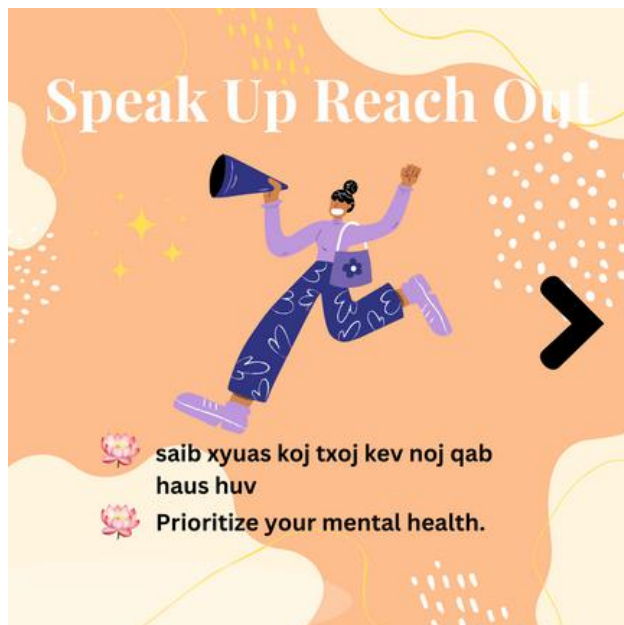 Speak Up Reach Out
saib xyuas koj txoj kev noj qab
haus huv
Prioritize your mental health.